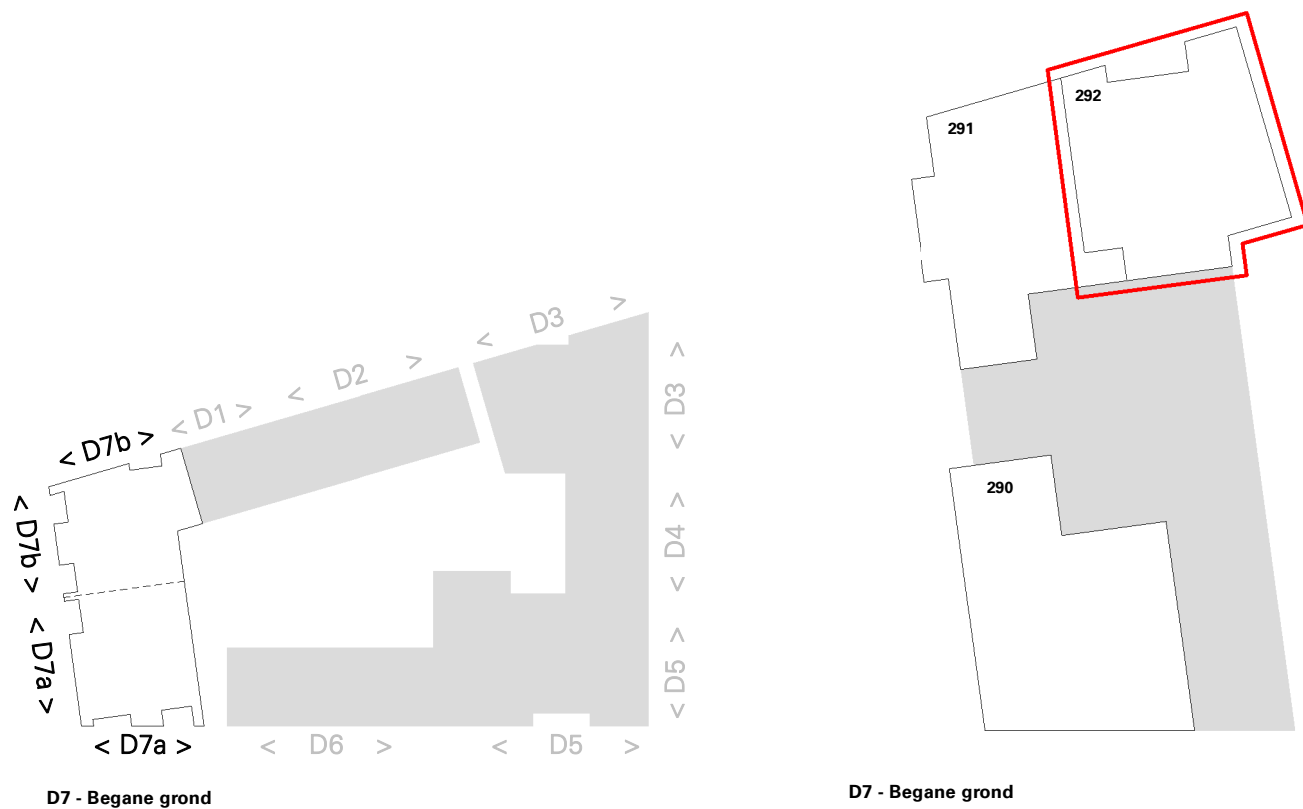 292
291
290
D7 - Begane grond
< D3 >
< D2 >
< D1 >
< D7b >
< D7b >
< D7a >
< D7a >
< D6 >
< D5 >
< D3 >
< D4 >
< D5 >
D7 - Begane grond